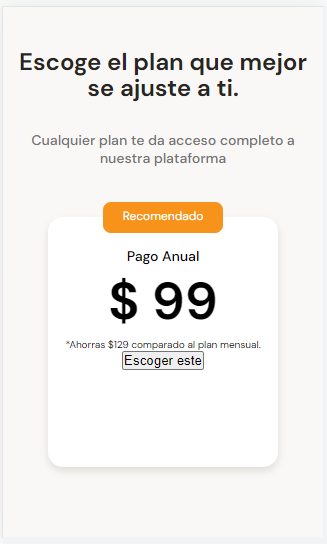 Escoge el plan que mejor
se ajuste a ti.
Cualquier plan te da acceso completo a
nuestra plataforma
Recomendado
Pago Anual
$ 99
*Ahorras $129 comparado al plan mensual.
Escoger este